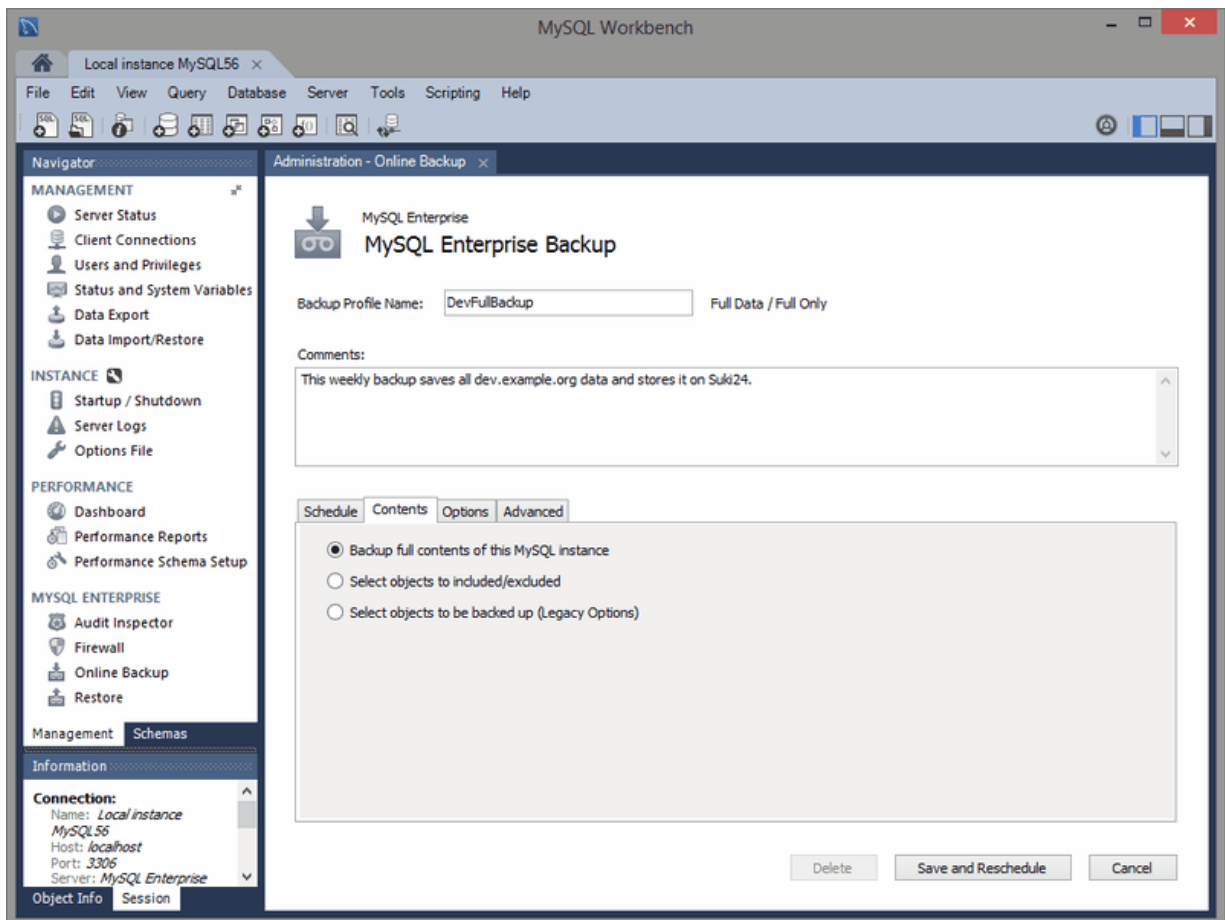 MySQL Workbench
Local instance MySQL56
File Edit View Query Database Server Tools Scripting Help
Navigator
MANAGEMENT
Server Status
Client Connections
Users and Privileges
Status and System Variables
Data Export
Data Import/Restore
INSTANCE
Startup / Shutdown
Server Logs
Options File
PERFORMANCE
Dashboard
Performance Reports
Performance Schema Setup
MYSQL ENTERPRISE
Audit Inspector
Firewall
Online Backup
Restore
Management Schemas
Information
Connection:
Name: Local instance
MySQL56
Host: localhost
Port: 3306
Server: MySQL Enterprise
Object Info Session
Administration - Online Backup
MySQL Enterprise
MySQL Enterprise Backup
Backup Profile Name: DevFullBackup Full Data / Full Only
Comments:
This weekly backup saves all dev.example.org data and stores it on Suki24.
Schedule Contents Options Advanced
Backup full contents of this MySQL instance
Select objects to included/excluded
Select objects to be backed up (Legacy Options)
Delete Save and Reschedule Cancel